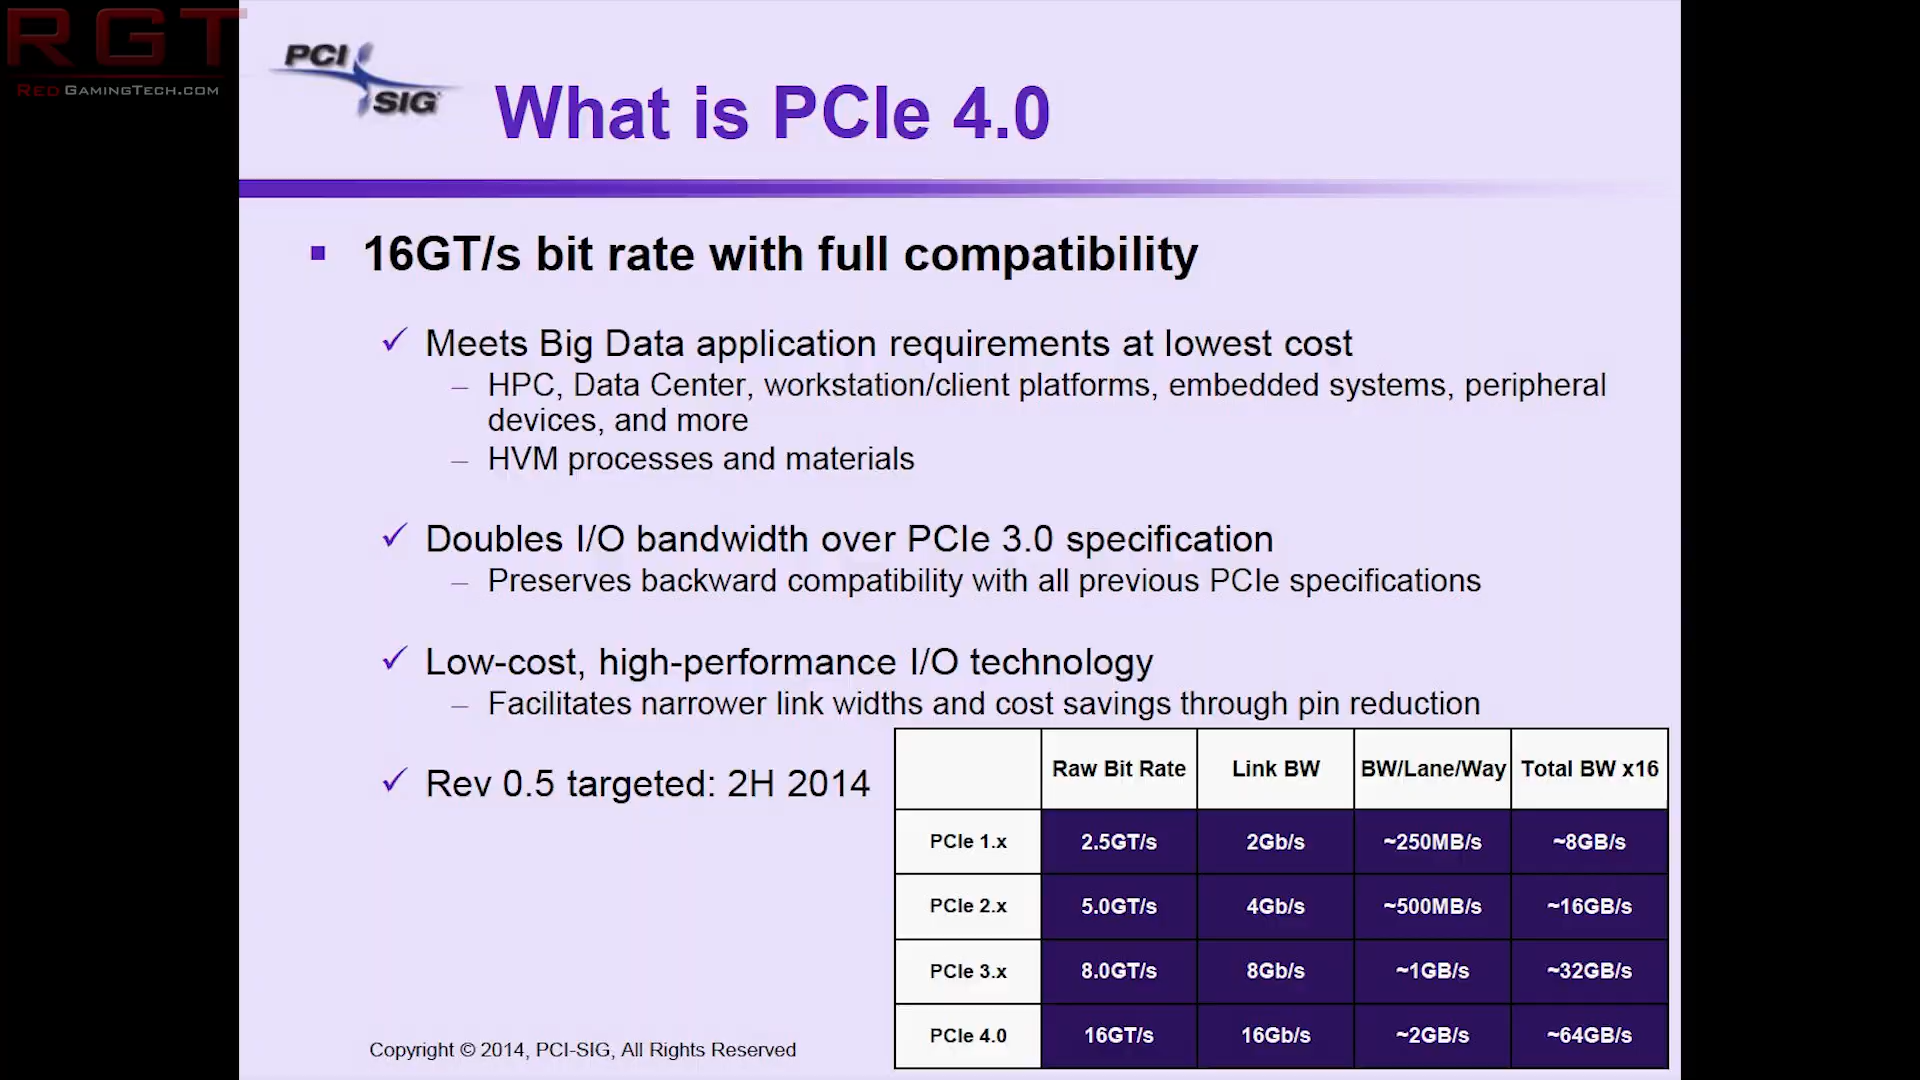 RGT
REDGAMINGTECH.COM
PCI
SIG
What is PCIe 4.0
16GT/s bit rate with full compatibility
Meets Big Data application requirements at lowest cost
– HPC, Data Center, workstation/client platforms, embedded systems, peripheral
devices, and more
– HVM processes and materials
Doubles I/O bandwidth over PCIe 3.0 specification
– Preserves backward compatibility with all previous PCIe specifications
Low-cost, high-performance I/O technology
– Facilitates narrower link widths and cost savings through pin reduction
Rev 0.5 targeted: 2H 2014
Raw Bit Rate Link BW BW/Lane/Way Total BW x16
PCIe 1.x 2.5GT/s 2Gb/s ~250MB/s ~8GB/s
PCIe 2.x 5.0GT/s 4Gb/s ~500MB/s ~16GB/s
PCIe 3.x 8.0GT/s 8Gb/s ~1GB/s ~32GB/s
PCIe 4.0 16GT/s 16Gb/s ~2GB/s ~64GB/s
Copyright © 2014, PCI-SIG, All Rights Reserved